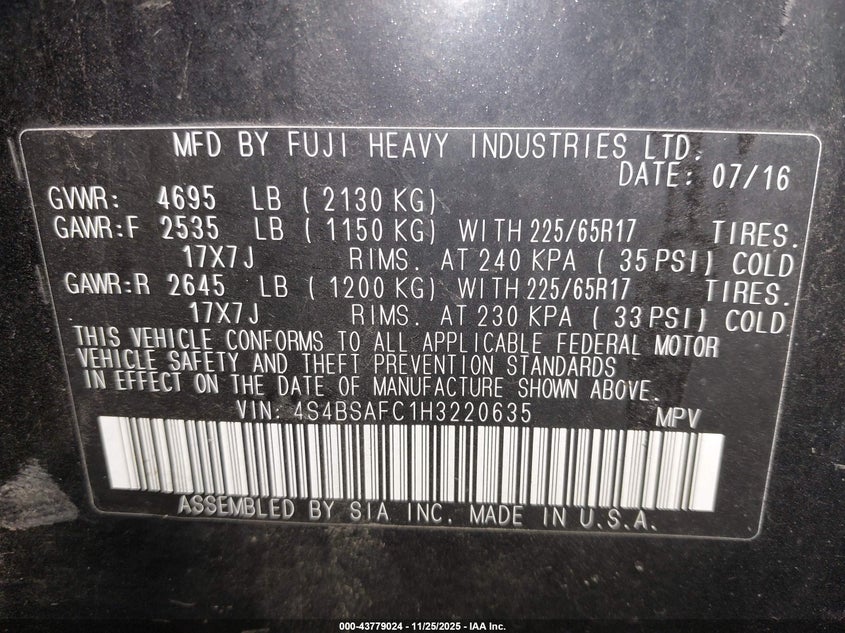 MFD BY FUJI HEAVY INDUSTRIES LTD.
DATE: 07/16
GVWR: 4695 LB ( 2130 KG)
GAWR:F 2535 LB ( 1150 KG) WITH 225/65R17 TIRES.
17X7J RIMS. AT 240 KPA ( 35 PSI) COLD
GAWR:R 2645 LB ( 1200 KG) WITH 225/65R17 TIRES.
17X7J RIMS. AT 230 KPA ( 33 PSI) COLD
THIS VEHICLE CONFORMS TO ALL APPLICABLE FEDERAL MOTOR
VEHICLE SAFETY AND THEFT PREVENTION STANDARDS
IN EFFECT ON THE DATE OF MANUFACTURE SHOWN ABOVE.
VIN: 4S4BSAFC1H3220635 MPV
ASSEMBLED BY SIA INC. MADE IN U.S.A.
000-43779024 - 11/25/2025 - IAA Inc.